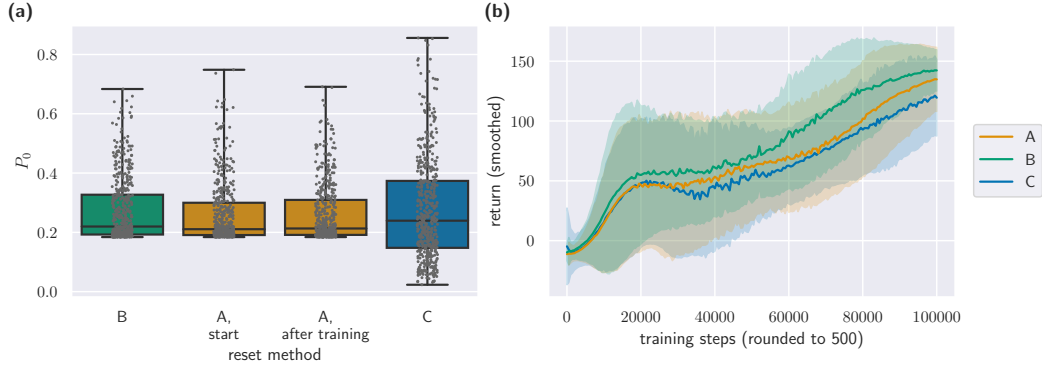 (a)
P0
0.8
0.6
0.4
0.2
0.0
B
A,
start
A,
after training
C
reset method
(b)
return (smoothed)
150
100
50
0
0
20000
40000
60000
80000
100000
training steps (rounded to 500)
A
B
C